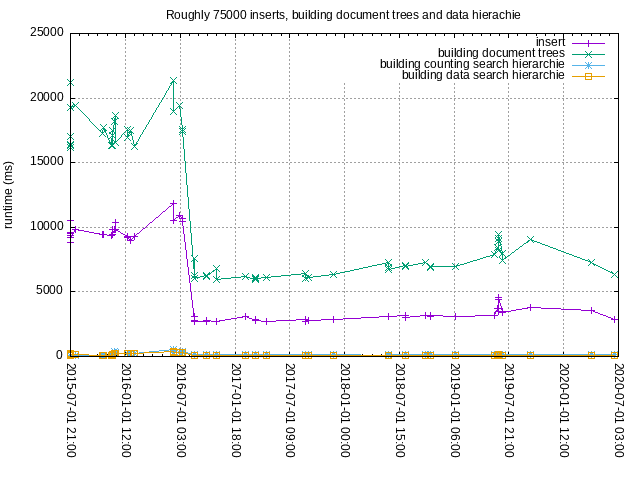 Roughly 75000 inserts, building document trees and data hierachie
runtime (ms)
25000
20000
15000
10000
5000
0
insert
building document trees
building counting search hierarchie
building data search hierarchie
2015-07-01 21:00
2016-01-01 12:00
2016-07-01 03:00
2017-01-01 18:00
2017-07-01 09:00
2018-01-01 00:00
2018-07-01 15:00
2019-01-01 06:00
2019-07-01 21:00
2020-01-01 12:00
2020-07-01 03:00